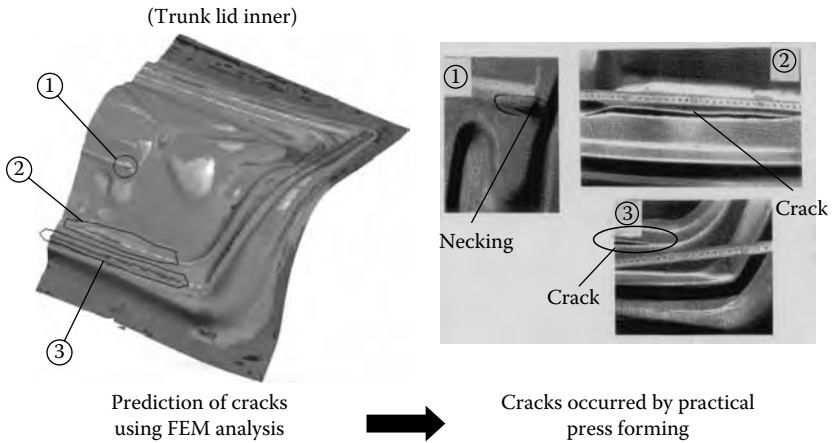 (Trunk lid inner)
1
2
3
1
2
3
Necking
Crack
Crack
Prediction of cracks
using FEM analysis
Cracks occurred by practical
press forming